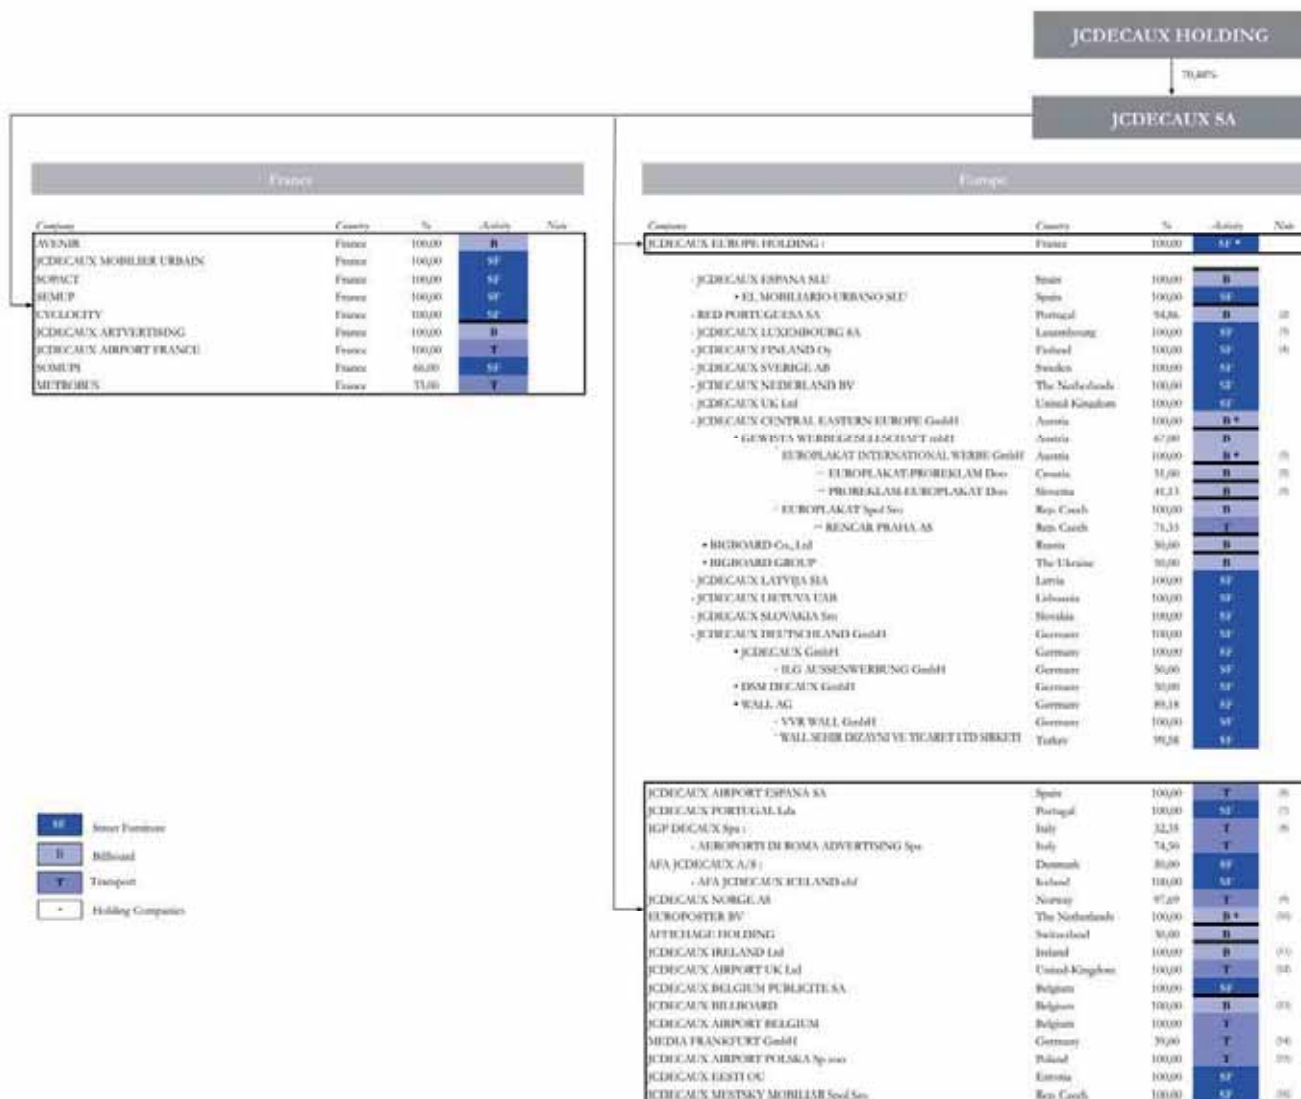 JCDECAUX HOLDING
JCDECAUX SA
France
Europe
Company Country % Activity Note
AVENIR France 100,00 B
JCDECAUX MOBILIER URBAIN France 100,00 SF
SOPACT France 100,00 SF
SEMUP France 100,00 SF
CYCLOCITY France 100,00 SF
JCDECAUX ARTVERTISING France 100,00 B
JCDECAUX AIRPORT FRANCE France 100,00 T
SOMUPI France 66,00 SF
METROBUS France 33,00 T
SF Street Furniture
B Billboard
T Transport
Holding Companies
Company Country % Activity Note
JCDECAUX EUROPE HOLDING : France 100,00 SF *
- JCDECAUX ESPANA SLU Spain 100,00 B
• EL MOBILIARIO URBANO SLU Spain 100,00 SF
- RED PORTUGUESA SA Portugal 94,86 B
- JCDECAUX LUXEMBOURG SA Luxembourg 100,00 SF
- JCDECAUX FINLAND Oy Finland 100,00 SF
- JCDECAUX SVERIGE AB Sweden 100,00 SF
- JCDECAUX NEDERLAND BV The Netherlands 100,00 SF
- JCDECAUX UK Ltd United Kingdom 100,00 SF
- JCDECAUX CENTRAL EASTERN EUROPE GmbH Austria 100,00 B *
GEWISTA WERBEGESELLSCHAFT mbH Austria 67,00 B
EUROPLAKAT INTERNATIONAL WERBE GmbH Austria 100,00 B *
EUROPLAKAT-PROREKLAM Doo Croatia B
PROREKLAM-EUROPLAKAT Doo Slovenia B
EUROPLAKAT Spol Sro Rep. Czech 100,00 B
RENCAR PRAHA AS Rep. Czech T
• BIGBOARD Co., Ltd Russia 50,00 B
• BIGBOARD GROUP The Ukraine 50,00 B
- JCDECAUX LATVIJA SIA Latvia 100,00 SF
- JCDECAUX LIETUVA UAB Lithuania 100,00 SF
- JCDECAUX SLOVAKIA Sro Slovakia 100,00 SF
- JCDECAUX DEUTSCHLAND GmbH Germany 100,00 SF
• JCDECAUX GmbH Germany 100,00 SF
- ILG AUSSENWERBUNG GmbH Germany 50,00 SF
• DSM DECAUX GmbH Germany 50,00 SF
• WALL AG Germany SF
- VVR WALL GmbH Germany 100,00 SF
WALL SEHIR DIZAYNI VE TICARET LTD SIRKETI Turkey SF
JCDECAUX AIRPORT ESPANA SA Spain 100,00 T
JCDECAUX PORTUGAL Lda Portugal 100,00 SF
IGP DECAUX Spa : Italy T
- AEROPORTI DI ROMA ADVERTISING Spa Italy T
AFA JCDECAUX A/S : Denmark 50,00 SF
- AFA JCDECAUX ICELAND ehf Iceland 100,00 SF
JCDECAUX NORGE AS Norway 97,69 T
EUROPOSTER BV The Netherlands 100,00 B *
AFFICHAGE HOLDING Switzerland 30,00 B
JCDECAUX IRELAND Ltd Ireland 100,00 B
JCDECAUX AIRPORT UK Ltd United-Kingdom 100,00 T
JCDECAUX BELGIUM PUBLICITE SA Belgium 100,00 SF
JCDECAUX BILLBOARD Belgium 100,00 B
JCDECAUX AIRPORT BELGIUM Belgium 100,00 T
MEDIA FRANKFURT GmbH Germany 39,00 T
JCDECAUX AIRPORT POLSKA Sp zoo Poland 100,00 T
JCDECAUX EESTI OU Estonia 100,00 SF
JCDECAUX MESTSKY MOBILIAR Spol Sro Rep. Czech 100,00 SF